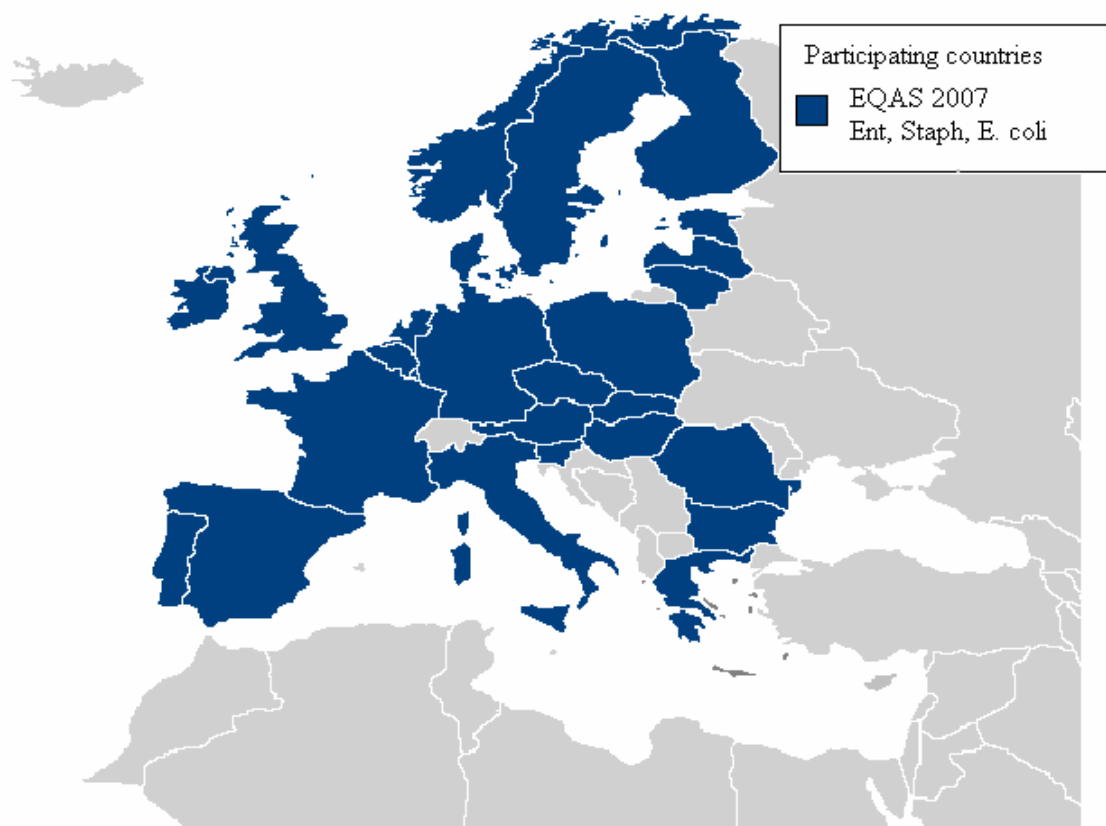 Participating countries
EQAS 2007
Ent, Staph, E. coli